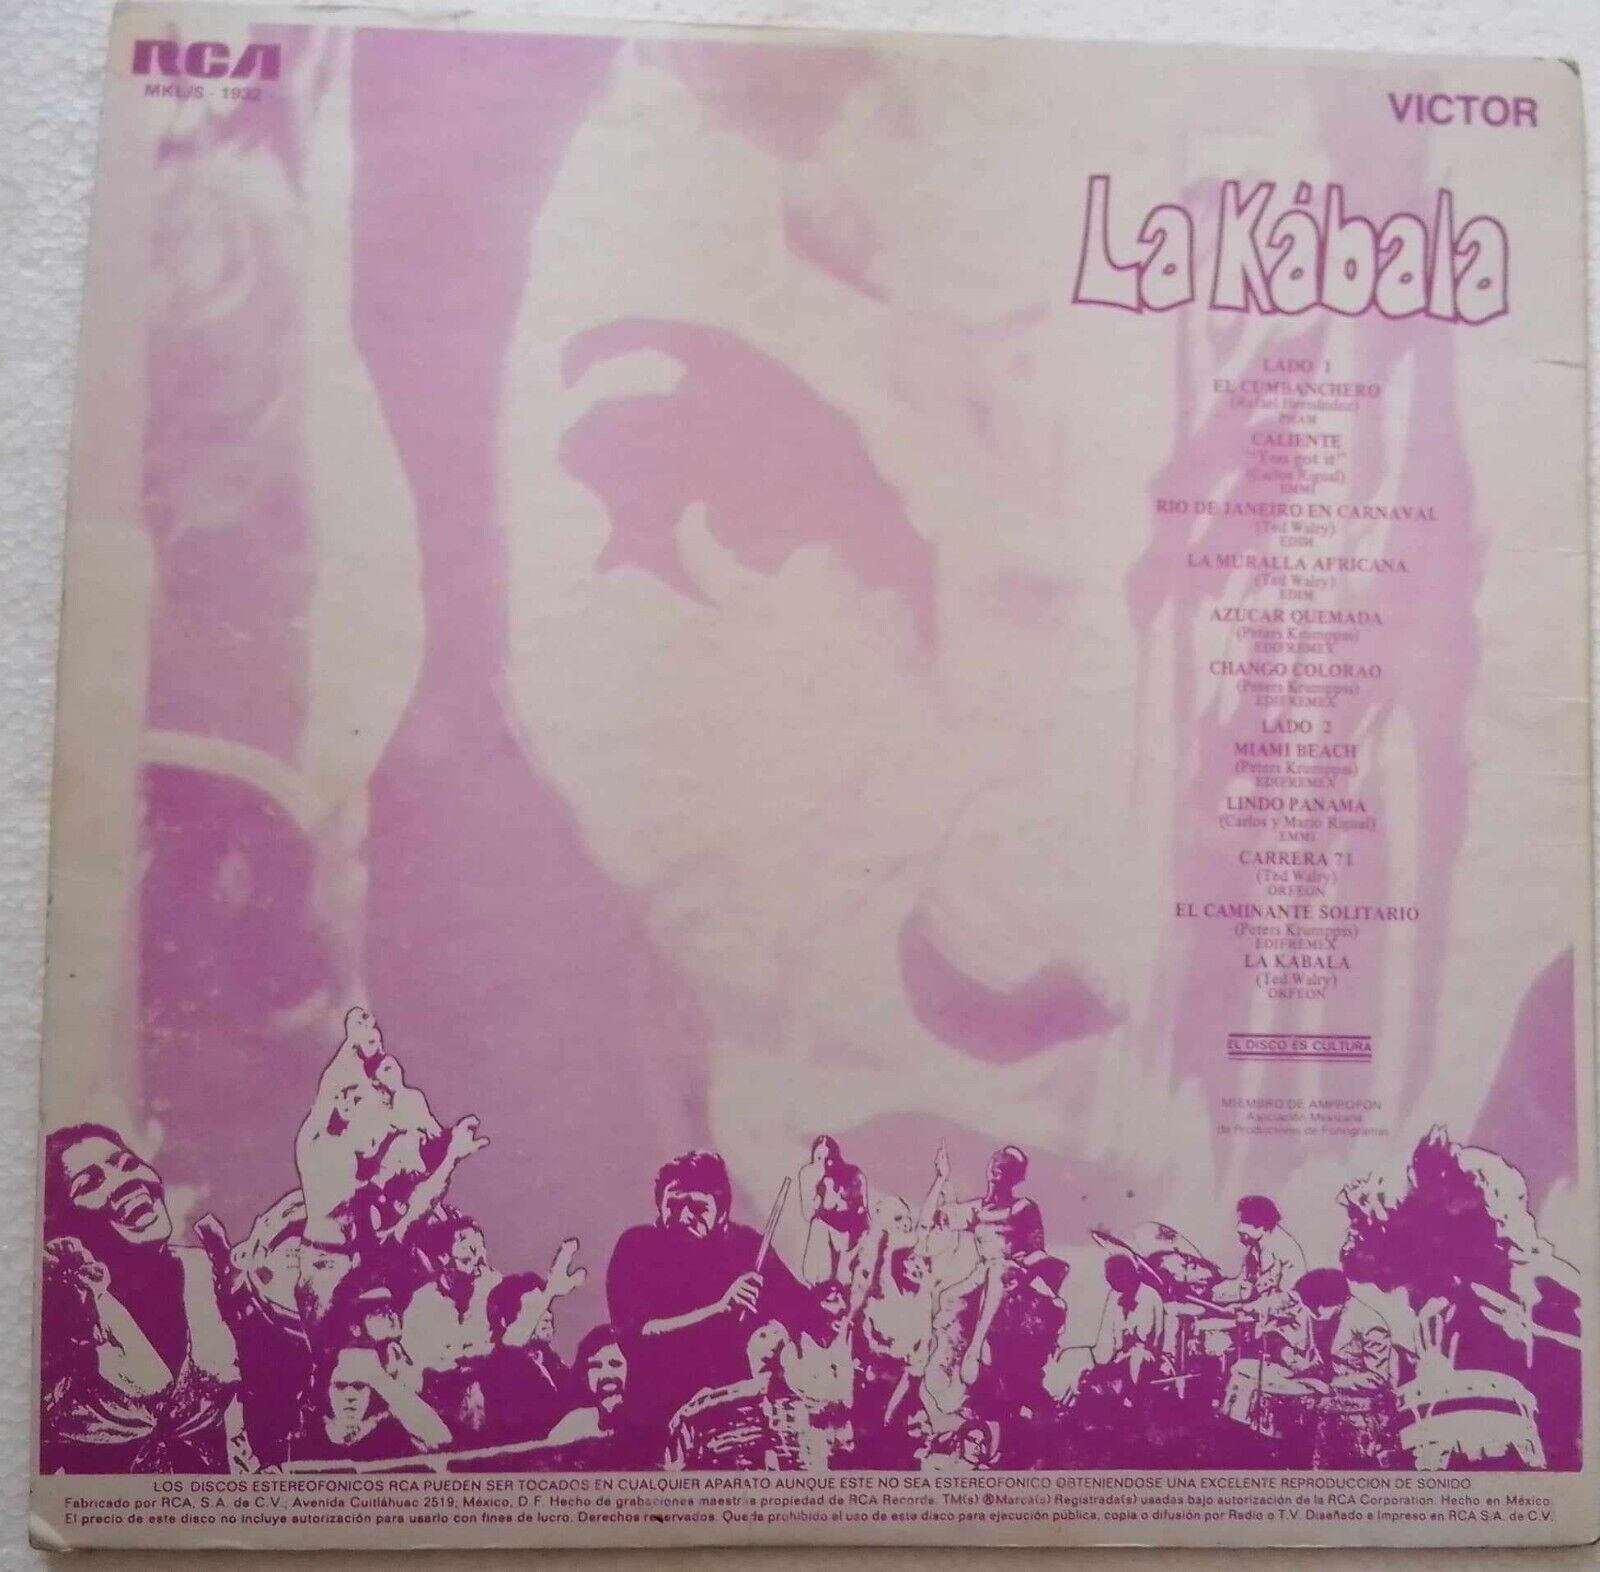 RCA
MKL/S - 1932
VICTOR
La Kábala
LADO 1
EL CUMBANCHERO
(Rafael Hernández)
PHAM
CALIENTE
"You got it"
(Carlos Rigual)
EMMI
RIO DE JANEIRO EN CARNAVAL
(Ted Walry)
EDIM
LA MURALLA AFRICANA
(Ted Walry)
EDIM
AZUCAR QUEMADA
(Peters Krumppss)
EDIFREMEX
CHANGO COLORAO
(Peters Krumppss)
EDIFREMEX
LADO 2
MIAMI BEACH
(Peters Krumppss)
EDIFREMEX
LINDO PANAMA
(Carlos y Mario Rigual)
EMMI
CARRERA 71
(Ted Walry)
ORFEON
EL CAMINANTE SOLITARIO
(Peters Krumppss)
EDIFREMEX
LA KABALA
(Ted Walry)
ORFEON
EL DISCO ES CULTURA
MIEMBRO DE AMPROFON
Asociación Mexicana
de Productores de Fonogramas
LOS DISCOS ESTEREOFONICOS RCA PUEDEN SER TOCADOS EN CUALQUIER APARATO AUNQUE ESTE NO SEA ESTEREOFONICO OBTENIENDOSE UNA EXCELENTE REPRODUCCION DE SONIDO
Fabricado por RCA, S.A. de C.V.; Avenida Cuitláhuac 2519; México, D.F. Hecho de grabaciones maestras propiedad de RCA Records. TM(s) ®Marca(s) Registrada(s) usadas bajo autorización de la RCA Corporation. Hecho en México.
El precio de este disco no incluye autorización para usarlo con fines de lucro. Derechos reservados. Queda prohibido el uso de este disco para ejecución pública, copia o difusión por Radio o T.V. Diseñado e Impreso en RCA S.A. de C.V.